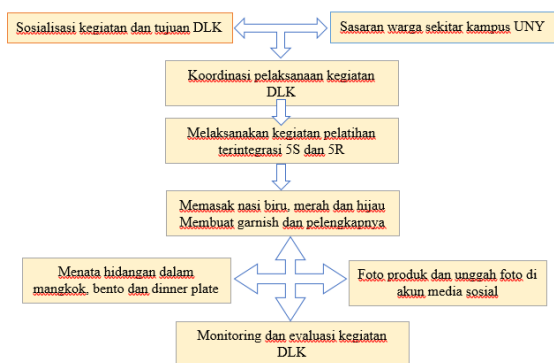 Sosialisasi kegiatan dan tujuan DLK
Sasaran warga sekitar kampus UNY
Koordinasi pelaksanaan kegiatan
DLK
Melaksanakan kegiatan pelatihan
terintegrasi 5S dan 5R
Memasak nasi biru, merah dan hijau
Membuat garnish dan pelengkapnya
Menata hidangan dalam
mangkok, bento dan dinner plate
Foto produk dan unggah foto di
akun media sosial
Monitoring dan evaluasi kegiatan
DLK